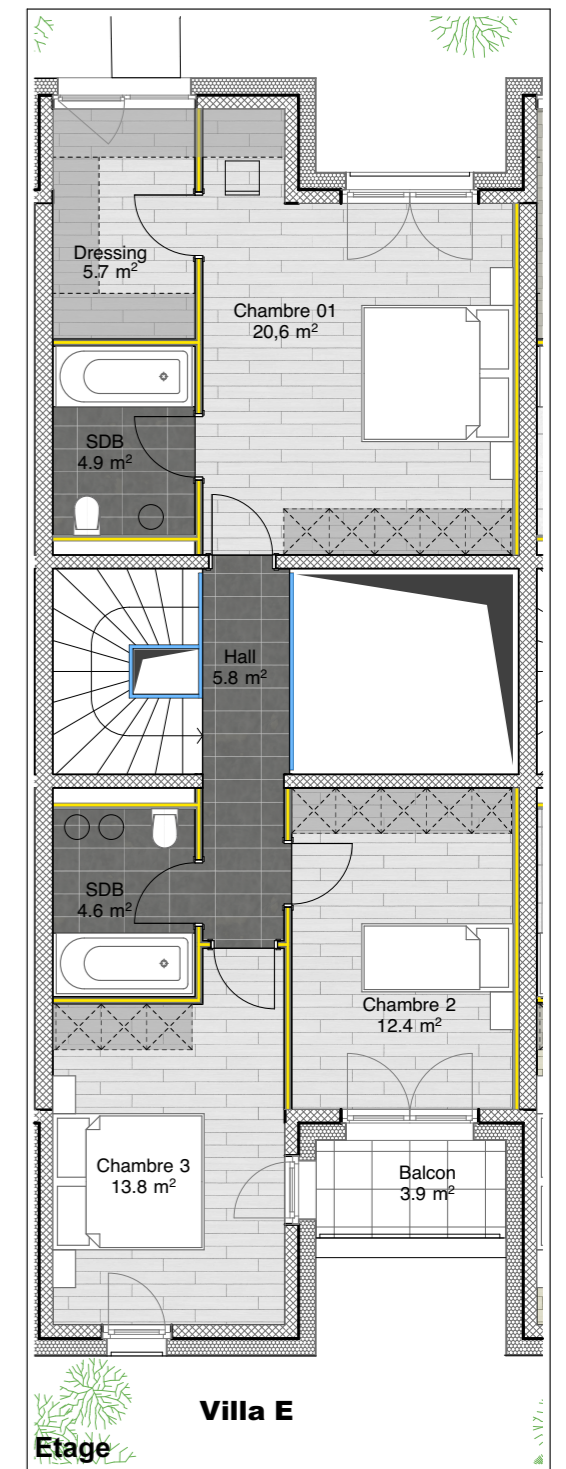 Dressing
5.7 m²
Chambre 01
20,6 m²
SDB
4.9 m²
Hall
5.8 m²
SDB
4.6 m²
Chambre 2
12.4 m²
Chambre 3
13.8 m²
Balcon
3.9 m²
Villa E
Etage